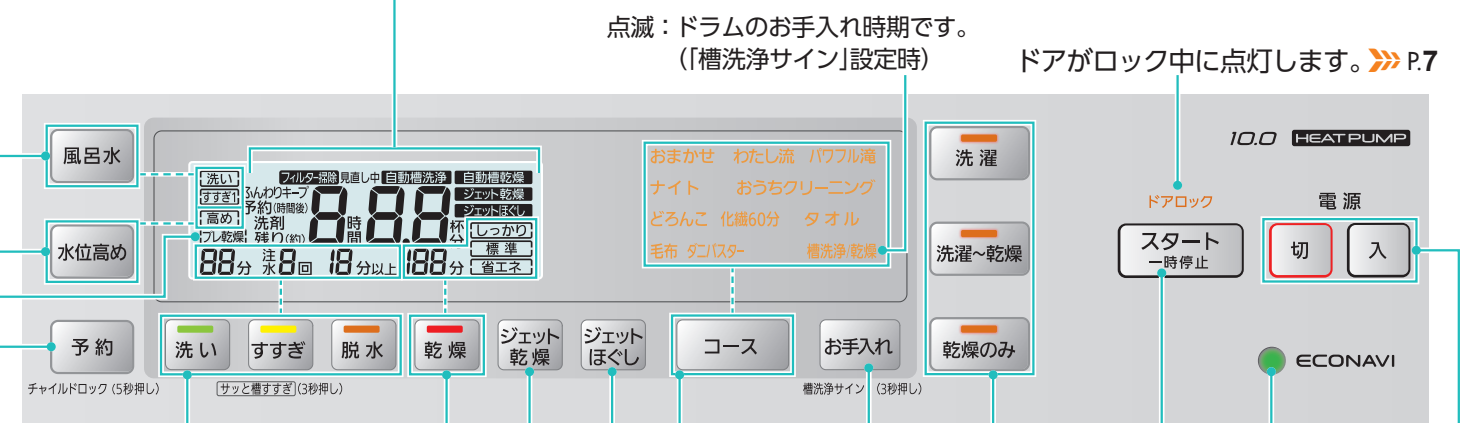 点滅：ドラムのお手入れ時期です。
（「槽洗浄サイン」設定時）
ドアがロック中に点灯します。 P.7
風呂水
水位高め
予約
チャイルドロック (5秒押し)
洗い
すすぎ1
高め
プレ乾燥
フィルター掃除 見直し中 自動槽洗浄 自動槽乾燥
ふんわりキープ
予約(時間後)
洗剤
残り(約)
8 時間 8.8 杯分
ジェット乾燥
ジェットほぐし
しっかり
標準
省エネ
88分 注水8回 18分以上 188分
おまかせ わたし流 パワフル滝
ナイト おうちクリーニング
どろんこ 化繊60分 タオル
毛布 ダニバスター 槽洗浄/乾燥
洗い
すすぎ
脱水
乾燥
ジェット乾燥
ジェットほぐし
コース
お手入れ
サッと槽すすぎ(3秒押し)
槽洗浄サイン (3秒押し)
洗濯
洗濯～乾燥
乾燥のみ
10.0 HEAT PUMP
ドアロック
電源
スタート
一時停止
切
入
ECONAVI